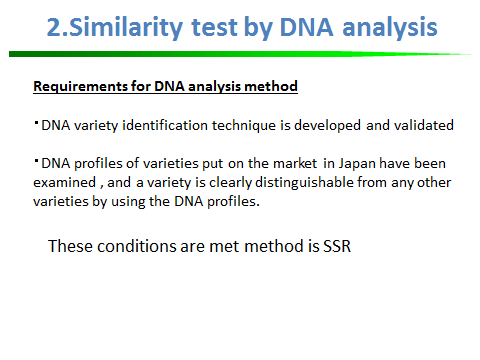 2.Similarity test by DNA analysis
Requirements for DNA analysis method
・DNA variety identification technique is developed and validated
・DNA profiles of varieties put on the market in Japan have been
examined , and a variety is clearly distinguishable from any other
varieties by using the DNA profiles.
These conditions are met method is SSR